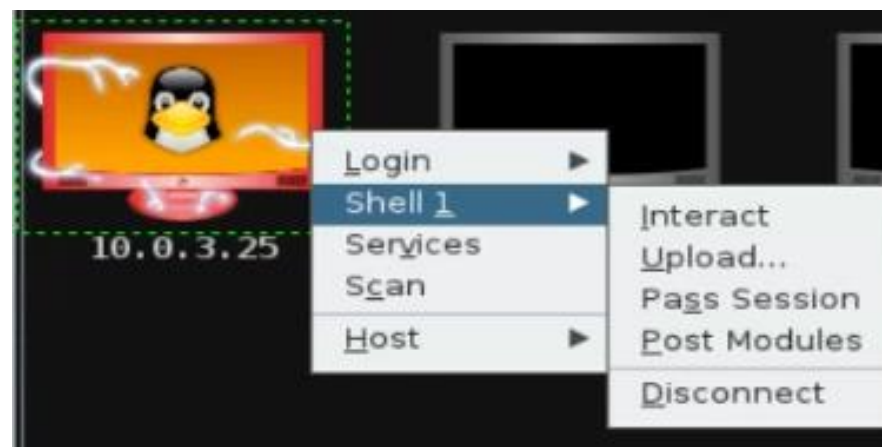 10.0.3.25
Login
Shell 1
Services
Scan
Host
Interact
Upload...
Pass Session
Post Modules
Disconnect